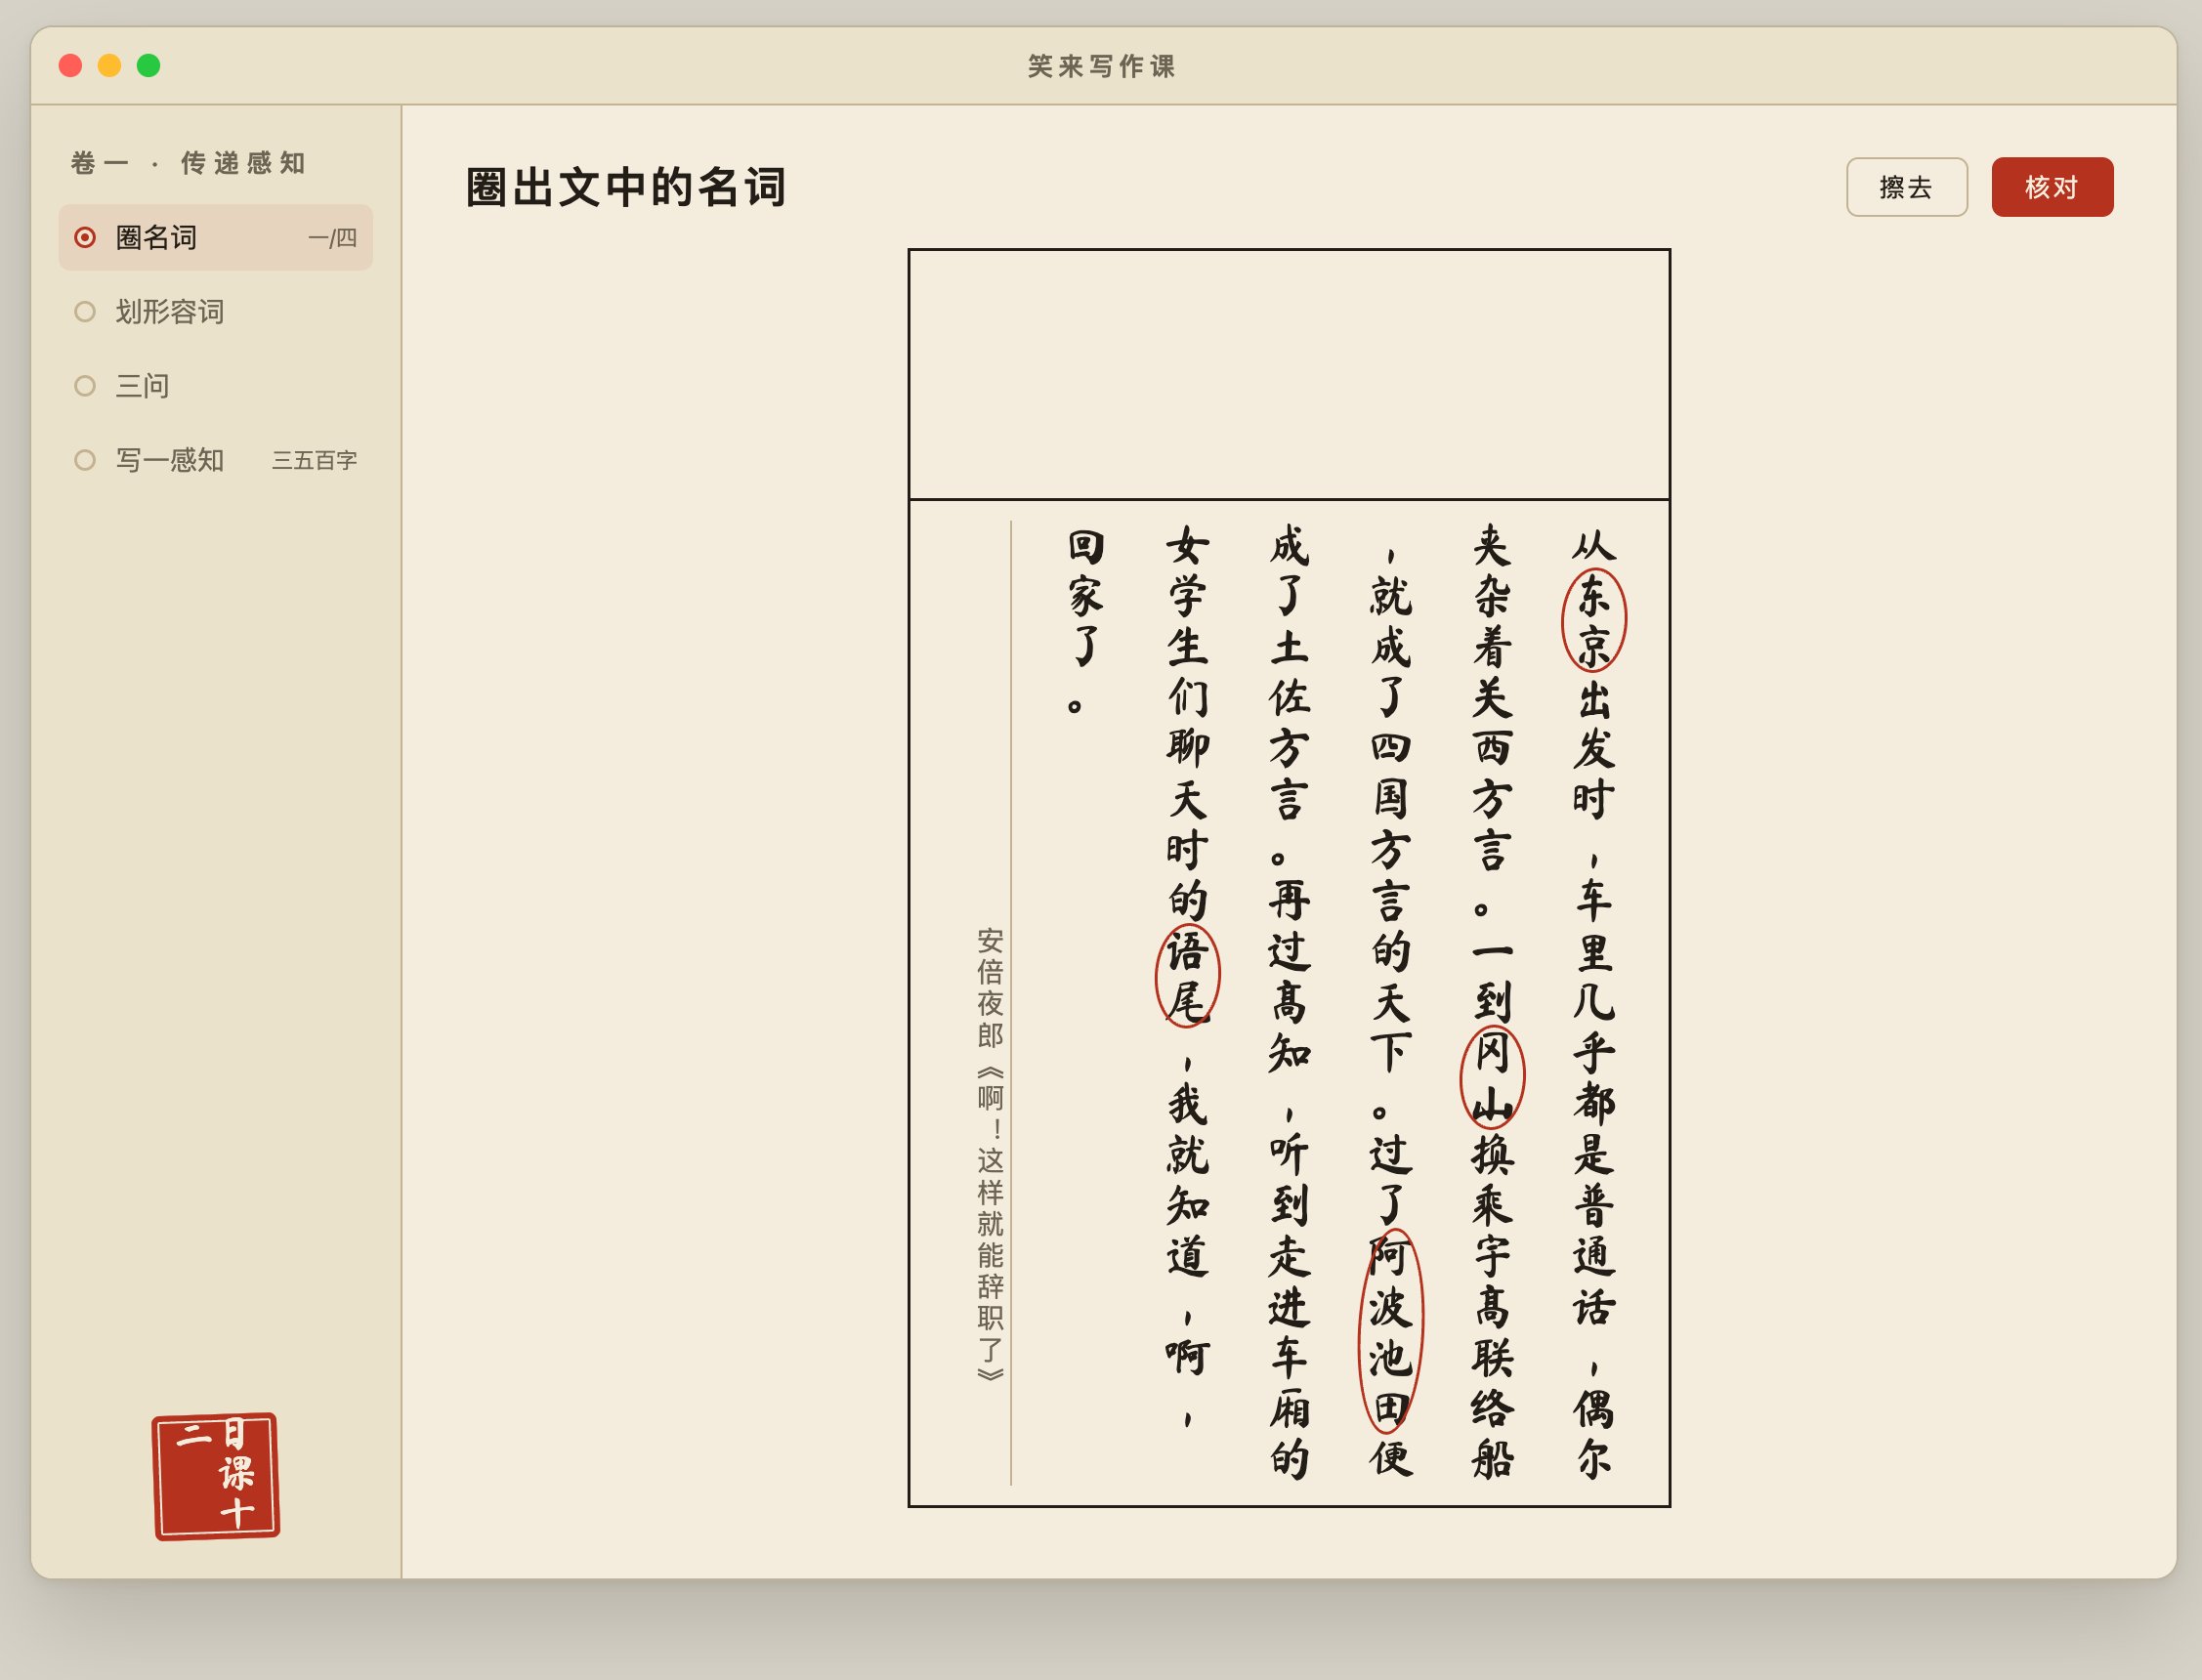 笑来写作课
卷一 · 传递感知
圈名词 一/四
划形容词
三问
写一感知 三五百字
日课十二
圈出文中的名词
擦去
核对
从东京出发时，车里几乎都是普通话，偶尔
夹杂着关西方言。一到冈山换乘宇高联络船
，就成了四国方言的天下。过了阿波池田便
成了土佐方言。再过高知，听到走进车厢的
女学生们聊天时的语尾，我就知道，啊，
回家了。
安倍夜郎《啊！这样就能辞职了》